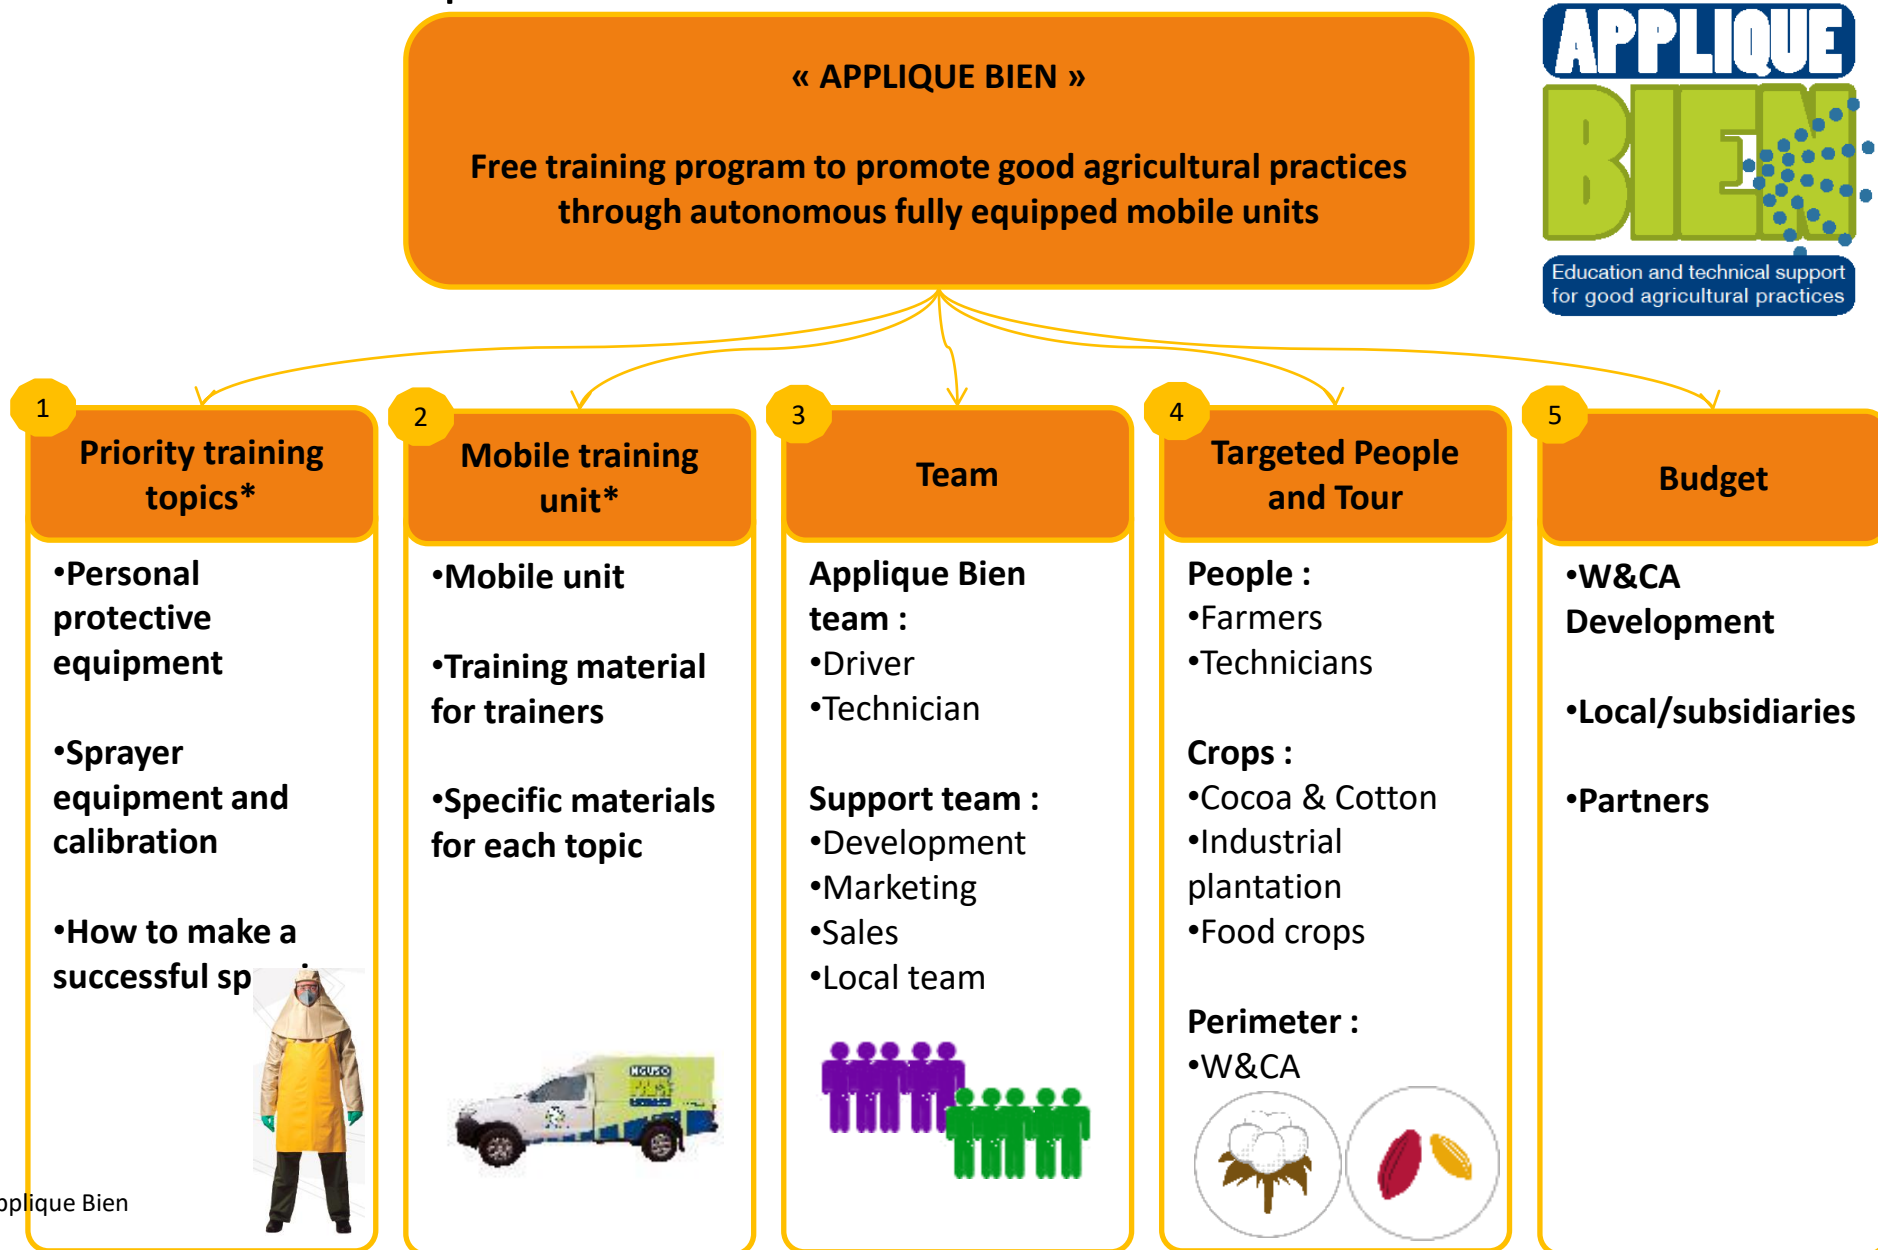 « APPLIQUE BIEN »
Free training program to promote good agricultural practices
through autonomous fully equipped mobile units
APPLIQUE
BIEN
Education and technical support
for good agricultural practices
1
Priority training
topics*
•Personal
protective
equipment
•Sprayer
equipment and
calibration
•How to make a
successful
2
Mobile training
unit*
•Mobile unit
•Training material
for trainers
•Specific materials
for each topic
3
Team
Applique Bien
team :
•Driver
•Technician
Support team :
•Development
•Marketing
•Sales
•Local team
4
Targeted People
and Tour
People :
•Farmers
•Technicians
Crops :
•Cocoa & Cotton
•Industrial
plantation
•Food crops
Perimeter :
•W&CA
5
Budget
•W&CA
Development
•Local/subsidiaries
•Partners
pplique Bien